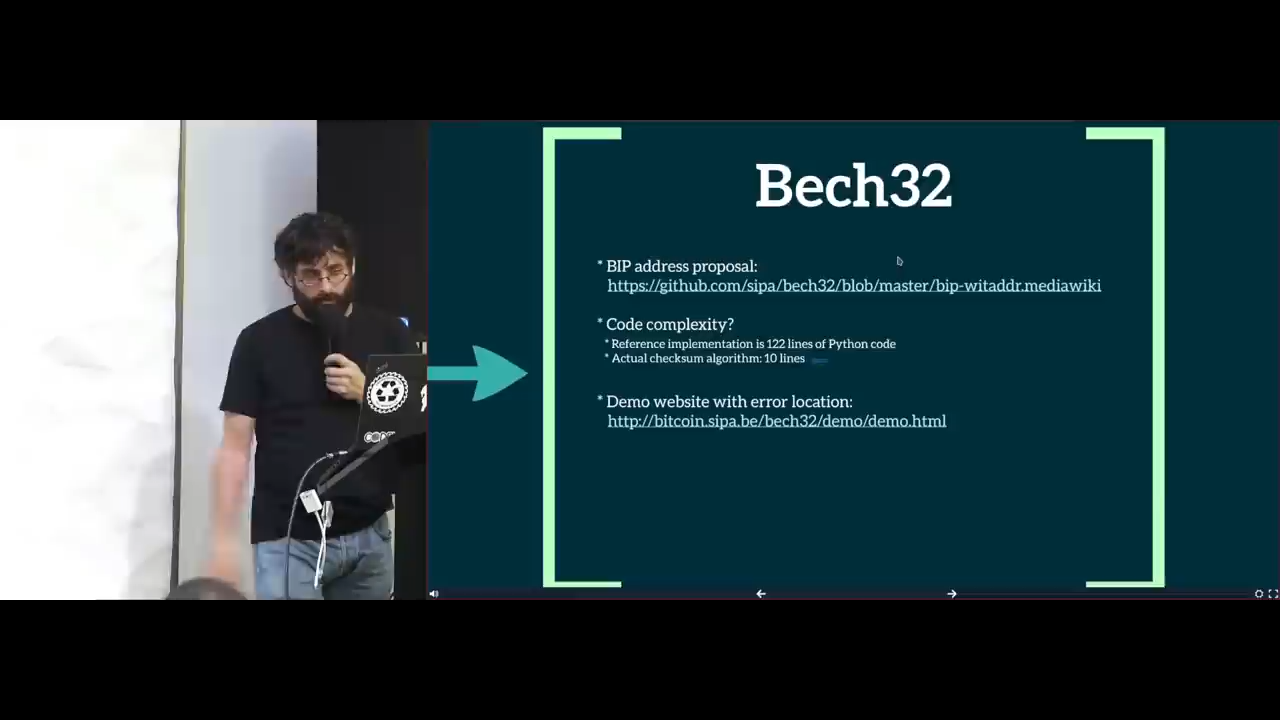 Bech32
* BIP address proposal:
https://github.com/sipa/bech32/blob/master/bip-witaddr.mediawiki
* Code complexity?
* Reference implementation is 122 lines of Python code
* Actual checksum algorithm: 10 lines
* Demo website with error location:
http://bitcoin.sipa.be/bech32/demo/demo.html